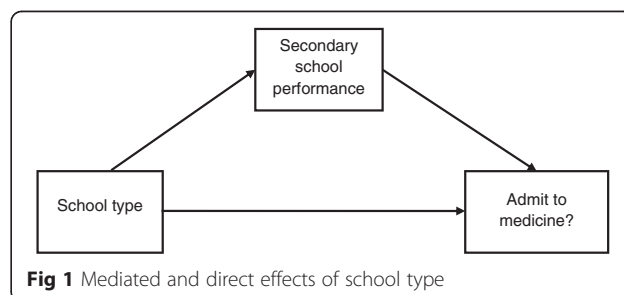 Secondary
school
performance
School type
Admit to
medicine?
Fig 1 Mediated and direct effects of school type